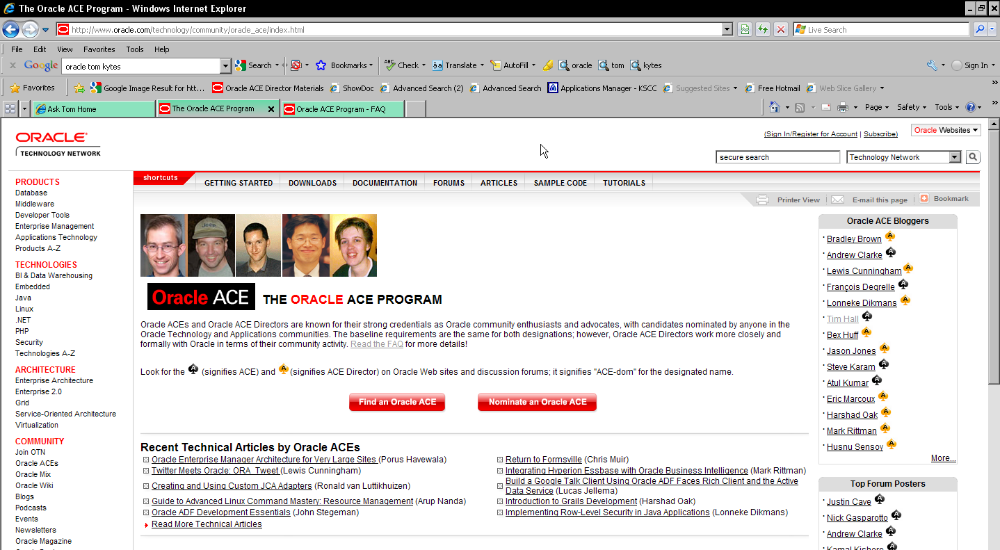 The Oracle ACE Program - Windows Internet Explorer
http://www.oracle.com/technology/community/oracle_ace/index.html
Live Search
File Edit View Favorites Tools Help
Google oracle tom kytes Search Bookmarks ABC Check Translate AutoFill oracle tom kytes Sign In
Favorites Google Image Result for htt... Oracle ACE Director Materials ShowDoc Advanced Search (2) Advanced Search Applications Manager - KSCC Suggested Sites Free Hotmail Web Slice Gallery
Ask Tom Home The Oracle ACE Program Oracle ACE Program - FAQ Page Safety Tools
ORACLE
TECHNOLOGY NETWORK
(Sign In/Register for Account | Subscribe)
Oracle Websites
secure search Technology Network
shortcuts GETTING STARTED DOWNLOADS DOCUMENTATION FORUMS ARTICLES SAMPLE CODE TUTORIALS
Printer View E-mail this page Bookmark
PRODUCTS
Database
Middleware
Developer Tools
Enterprise Management
Applications Technology
Products A-Z
TECHNOLOGIES
BI & Data Warehousing
Embedded
Java
Linux
.NET
PHP
Security
Technologies A-Z
ARCHITECTURE
Enterprise Architecture
Enterprise 2.0
Grid
Service-Oriented Architecture
Virtualization
COMMUNITY
Join OTN
Oracle ACEs
Oracle Mix
Oracle Wiki
Blogs
Podcasts
Events
Newsletters
Oracle Magazine
Jeep
Oracle ACE THE ORACLE ACE PROGRAM
Oracle ACEs and Oracle ACE Directors are known for their strong credentials as Oracle community enthusiasts and advocates, with candidates nominated by anyone in the
Oracle Technology and Applications communities. The baseline requirements are the same for both designations; however, Oracle ACE Directors work more closely and
formally with Oracle in terms of their community activity. Read the FAQ for more details!
Look for the A (signifies ACE) and A (signifies ACE Director) on Oracle Web sites and discussion forums; it signifies "ACE-dom" for the designated name.
Find an Oracle ACE Nominate an Oracle ACE
Recent Technical Articles by Oracle ACEs
Oracle Enterprise Manager Architecture for Very Large Sites (Porus Havewala)
Twitter Meets Oracle: ORA_Tweet (Lewis Cunningham)
Creating and Using Custom JCA Adapters (Ronald van Luttikhuizen)
Guide to Advanced Linux Command Mastery: Resource Management (Arup Nanda)
Oracle ADF Development Essentials (John Stegeman)
Read More Technical Articles
Return to Formsville (Chris Muir)
Integrating Hyperion Essbase with Oracle Business Intelligence (Mark Rittman)
Build a Google Talk Client Using Oracle ADF Faces Rich Client and the Active
Data Service (Lucas Jellema)
Introduction to Grails Development (Harshad Oak)
Implementing Row-Level Security in Java Applications (Lonneke Dikmans)
Oracle ACE Bloggers
Bradley Brown
Andrew Clarke
Lewis Cunningham
François Degrelle
Lonneke Dikmans
Tim Hall
Bex Huff
Jason Jones
Steve Karam
Atul Kumar
Eric Marcoux
Harshad Oak
Mark Rittman
Husnu Sensoy
More...
Top Forum Posters
Justin Cave
Nick Gasparotto
Andrew Clarke
Kamal Kishore